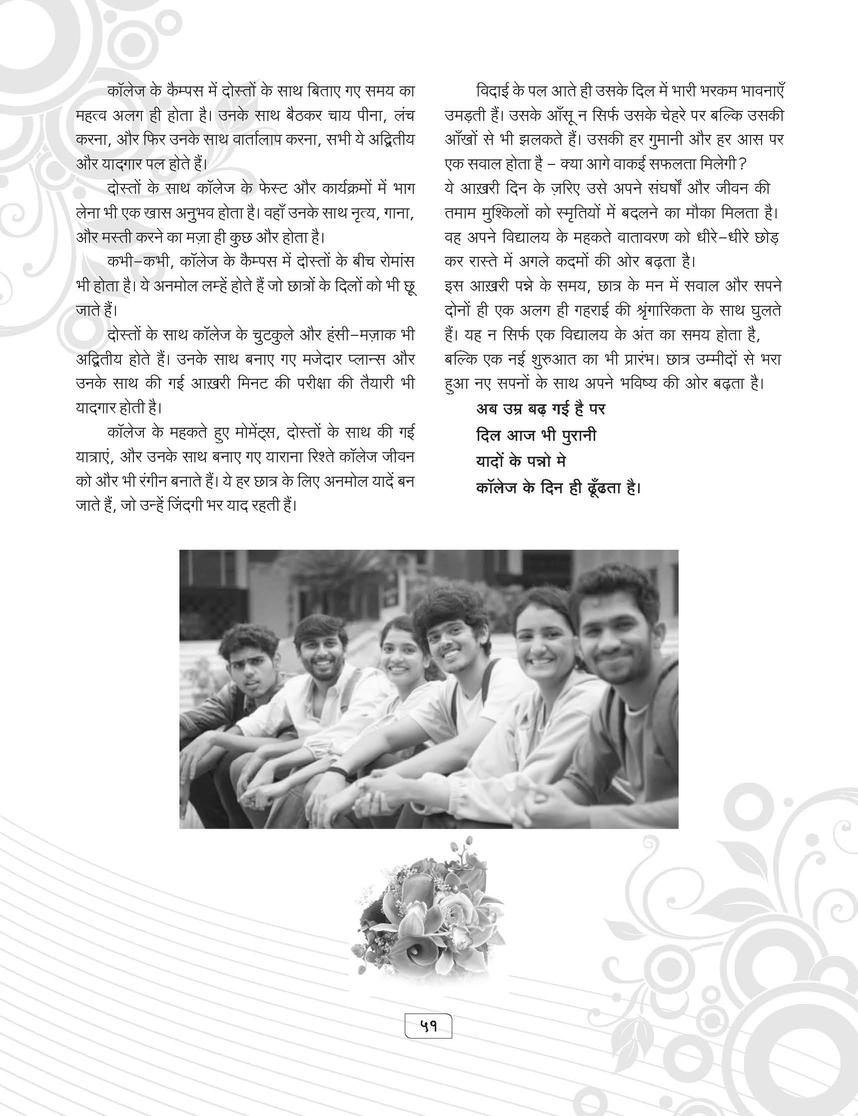 कॉलेज के कैम्पस में दोस्तों के साथ बिताए गए समय का
महत्व अलग ही होता है। उनके साथ बैठकर चाय पीना, लंच
करना, और फिर उनके साथ वार्तालाप करना, सभी ये अद्वितीय
और यादगार पल होते हैं।
दोस्तों के साथ कॉलेज के फेस्ट और कार्यक्रमों में भाग
लेना भी एक खास अनुभव होता है। वहाँ उनके साथ नृत्य, गाना,
और मस्ती करने का मज़ा ही कुछ और होता है।
कभी-कभी, कॉलेज के कैम्पस में दोस्तों के बीच रोमांस
भी होता है। ये अनमोल लम्हें होते हैं जो छात्रों के दिलों को भी छू
जाते हैं।
दोस्तों के साथ कॉलेज के चुटकुले और हंसी-मज़ाक भी
अद्वितीय होते हैं। उनके साथ बनाए गए मजेदार प्लान्स और
उनके साथ की गई आख़री मिनट की परीक्षा की तैयारी भी
यादगार होती है।
कॉलेज के महकते हुए मोमेंट्स, दोस्तों के साथ की गई
यात्राएं, और उनके साथ बनाए गए याराना रिश्ते कॉलेज जीवन
को और भी रंगीन बनाते हैं। ये हर छात्र के लिए अनमोल यादें बन
जाते हैं, जो उन्हें जिंदगी भर याद रहती हैं।
विदाई के पल आते ही उसके दिल में भारी भरकम भावनाएँ
उमड़ती हैं। उसके आँसू न सिर्फ उसके चेहरे पर बल्कि उसकी
आँखों से भी झलकते हैं। उसकी हर गुमानी और हर आस पर
एक सवाल होता है - क्या आगे वाकई सफलता मिलेगी?
ये आख़री दिन के ज़रिए उसे अपने संघर्षों और जीवन की
तमाम मुश्किलों को स्मृतियों में बदलने का मौका मिलता है।
वह अपने विद्यालय के महकते वातावरण को धीरे-धीरे छोड़
कर रास्ते में अगले कदमों की ओर बढ़ता है।
इस आख़री पन्ने के समय, छात्र के मन में सवाल और सपने
दोनों ही एक अलग ही गहराई की श्रृंगारिकता के साथ घुलते
हैं। यह न सिर्फ एक विद्यालय के अंत का समय होता है,
बल्कि एक नई शुरुआत का भी प्रारंभ। छात्र उम्मीदों से भरा
हुआ नए सपनों के साथ अपने भविष्य की ओर बढ़ता है।
अब उम्र बढ़ गई है पर
दिल आज भी पुरानी
यादों के पन्नो मे
कॉलेज के दिन ही ढूँढता है।
५१